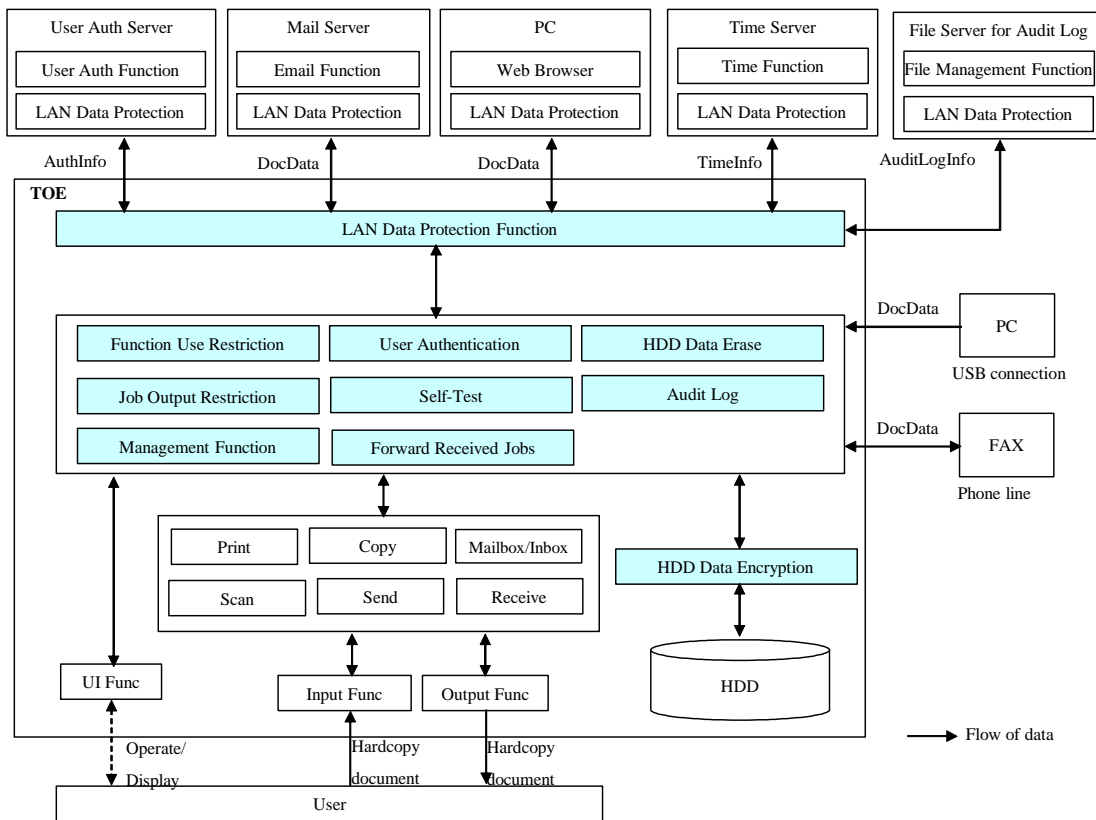 User Auth Server
User Auth Function
LAN Data Protection
Mail Server
Email Function
LAN Data Protection
PC
Web Browser
LAN Data Protection
Time Server
Time Function
LAN Data Protection
File Server for Audit Log
File Management Function
LAN Data Protection
AuthInfo
DocData
DocData
TimeInfo
AuditLogInfo
TOE
LAN Data Protection Function
Function Use Restriction
User Authentication
HDD Data Erase
Job Output Restriction
Self-Test
Audit Log
Management Function
Forward Received Jobs
DocData
PC
USB connection
DocData
FAX
Phone line
Print
Copy
Mailbox/Inbox
Scan
Send
Receive
HDD Data Encryption
HDD
UI Func
Input Func
Output Func
Operate/
Display
Hardcopy
document
Hardcopy
document
Flow of data
User